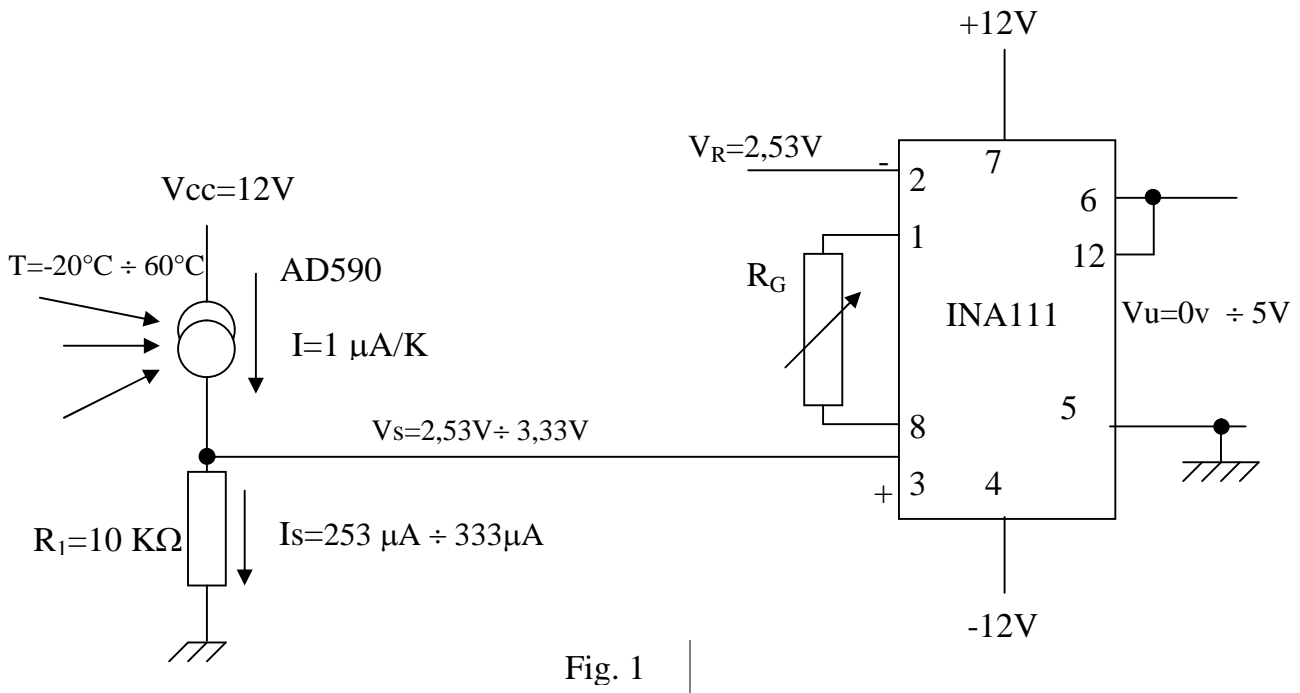 +12V
V_R=2,53V
-
2
7
6
Vcc=12V
1
12
T=-20°C ÷ 60°C
AD590
R_G
INA111
Vu=0v ÷ 5V
I=1 μA/K
5
Vs=2,53V÷ 3,33V
8
+
3
4
R_1=10 KΩ
Is=253 μA ÷ 333μA
-12V
Fig. 1